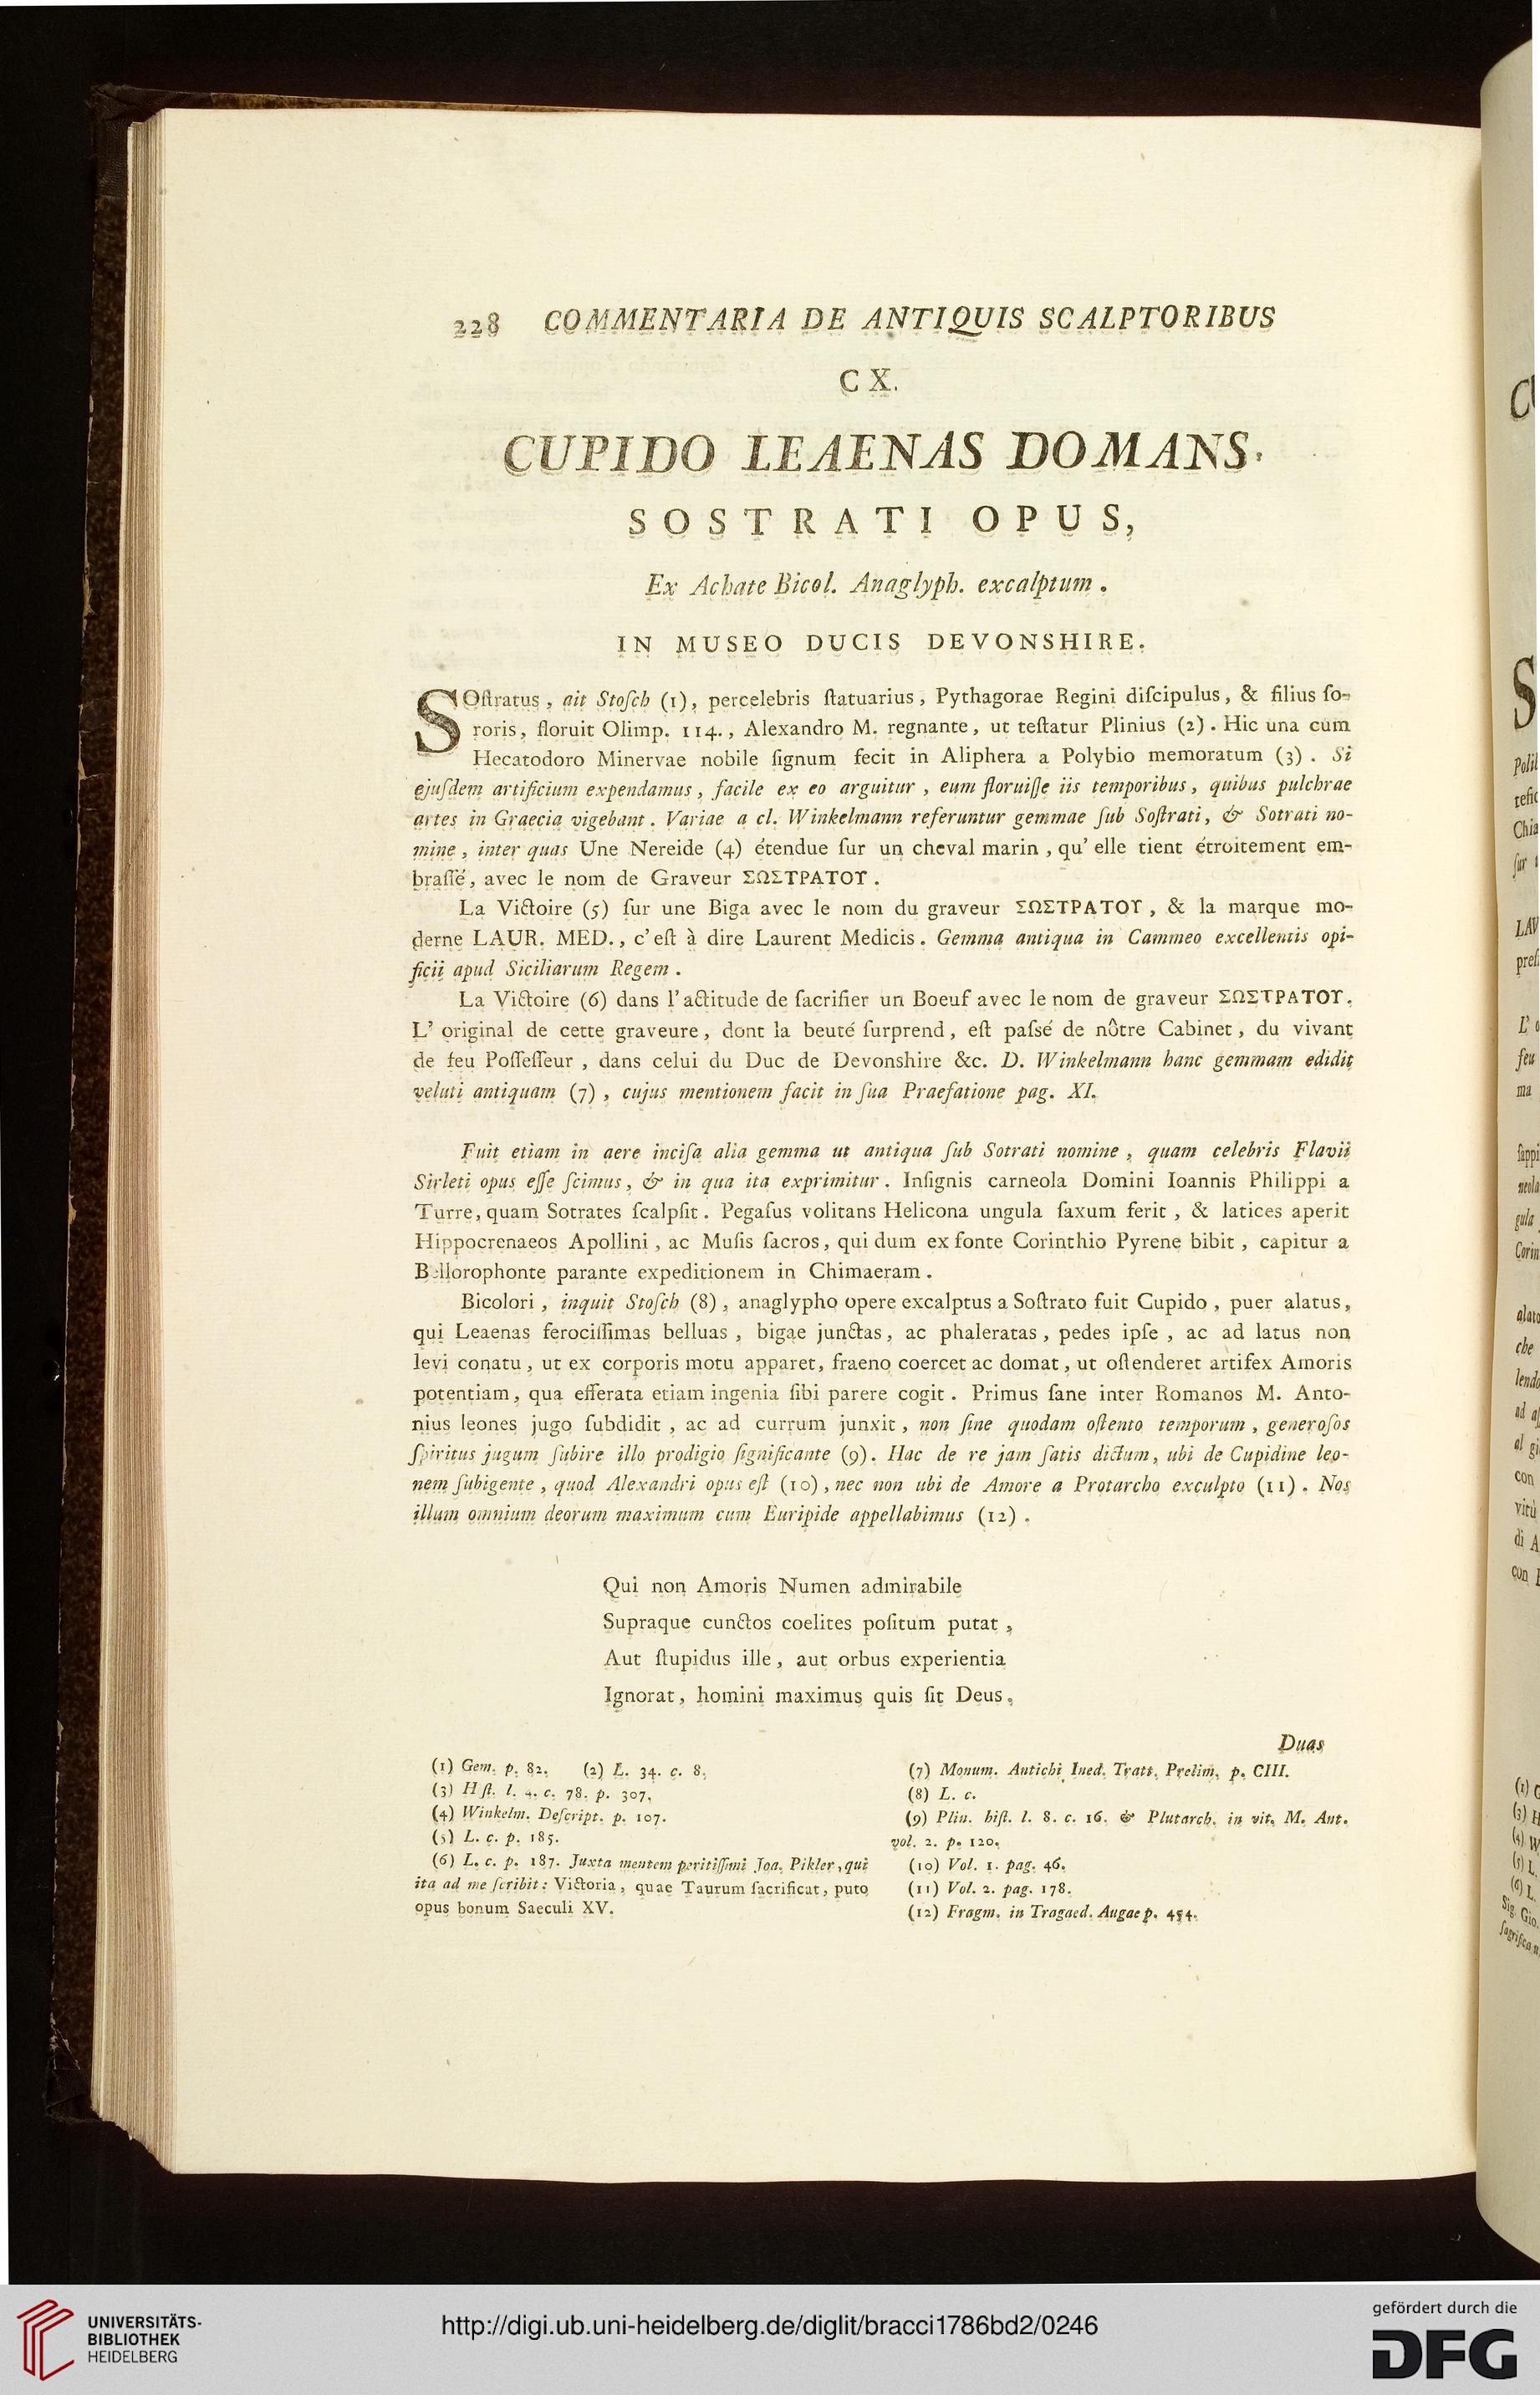 228 COMMENTARIA DE ANTIQUIS SCALPTORIBUS
CX.
CUPIDO LEAENAS DOMANS.
SOSTRATI OPUS,
Ex Achate Bicol. Anaglyph. excalptum.
IN MUSEO DUCIS DEVONSHIRE.
SOſtratus, ait Stoſch (1), percelebris ſtatuarius, Pythagorae Regini diſcipulus, & filius ſo-
roris, floruit Olimp. 114., Alexandro M. regnante, ut teſtatur Plinius (2). Hic una cum
Hecatodoro Minervae nobile ſignum fecit in Aliphera a Polybio memoratum (3). Si
ejuſdem artificium expendamus, facile ex eo arguitur, eum floruiſſe iis temporibus, quibus pulchrae
artes in Graecia vigebant. Variae a cl. Winkelmann referuntur gemmae ſub Soſtrati, & Sotrati no-
mine, inter quas Une Nereide (4) étendue ſur un cheval marin, qu' elle tient étroitement em-
braſſé, avec le nom de Graveur ΣΩΣΤΡΑΤΟΥ.
La Victoire (5) ſur une Biga avec le nom du graveur ΣΩΣΤΡΑΤΟΥ, & la marque mo-
derne LAUR. MED., c'eſt à dire Laurent Medicis. Gemma antiqua in Cammeo excellentis opi-
ficii apud Siciliarum Regem.
La Victoire (6) dans l'actitude de ſacrifier un Boeuf avec le nom de graveur ΣΩΣΤΡΑΤΟΥ.
L' original de cette graveure, dont la beuté ſurprend, eſt paſsé de nôtre Cabinet, du vivant
de feu Poſſeſſeur, dans celui du Duc de Devonshire &c. D. Winkelmann hanc gemmam edidit
veluti antiquam (7), cujus mentionem facit in ſua Praefatione pag. XI.
Fuit etiam in aere inciſa alia gemma ut antiqua ſub Sotrati nomine, quam celebris Flavii
Sirleti opus eſſe ſcimus, & in qua ita exprimitur. Inſignis carneola Domini Ioannis Philippi a
Turre, quam Sotrates ſcalpſit. Pegaſus volitans Helicona ungula ſaxum ferit, & latices aperit
Hippocrenaeos Apollini, ac Muſis ſacros, qui dum ex fonte Corinthio Pyrene bibit, capitur a
Bellorophonte parante expeditionem in Chimaeram.
Bicolori, inquit Stoſch (8), anaglypho opere excalptus a Soſtrato fuit Cupido, puer alatus,
qui Leaenas ferociſſimas belluas, bigae junctas, ac phaleratas, pedes ipſe, ac ad latus non
levi conatu, ut ex corporis motu apparet, fraeno coercet ac domat, ut oſtenderet artifex Amoris
potentiam, qua efferata etiam ingenia ſibi parere cogit. Primus ſane inter Romanos M. Anto-
nius leones jugo ſubdidit, ac ad currum junxit, non ſine quodam oſtento temporum, generoſos
ſpiritus jugum ſubire illo prodigio ſignificante (9). Hac de re jam ſatis dictum, ubi de Cupidine leo-
nem ſubigente, quod Alexandri opus eſt (10), nec non ubi de Amore a Protarcho exculpto (11). Nos
illum omnium deorum maximum cum Euripide appellabimus (12).
Qui non Amoris Numen admirabile
Supraque cunctos coelites poſitum putat,
Aut ſtupidus ille, aut orbus experientia
Ignorat, homini maximus quis ſit Deus.
Duas
(1) Gem. p. 82. (2) L. 34. c. 8.
(3) Hiſt. l. 4. c. 78. p. 307.
(4) Winkelm. Deſcript. p. 107.
(5) L. c. p. 185.
(6) L. c. p. 187. Juxta mentem peritiſſimi Joa. Pikler, qui
ita ad me ſcribit: Victoria, quae Taurum ſacrificat, puto
opus bonum Saeculi XV.
(7) Monum. Antichi Ined. Tratt. Prelim. p. CIII.
(8) L. c.
(9) Plin. hiſt. l. 8. c. 16. & Plutarch. in vit. M. Ant.
vol. 2. p. 120.
(10) Vol. 1. pag. 46.
(11) Vol. 2. pag. 178.
(12) Fragm. in Tragaed. Augae p. 454.
UNIVERSITÄTS-
BIBLIOTHEK
HEIDELBERG
http://digi.ub.uni-heidelberg.de/diglit/bracci1786bd2/0246
gefördert durch die
DFG